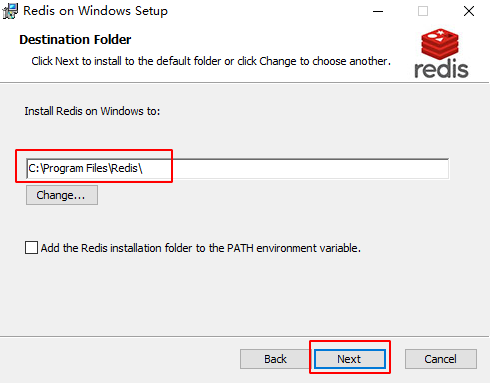 Redis on Windows Setup
Destination Folder
Click Next to install to the default folder or click Change to choose another.
redis
Install Redis on Windows to:
C:\Program Files\Redis\
Change...
Add the Redis installation folder to the PATH environment variable.
Back
Next
Cancel